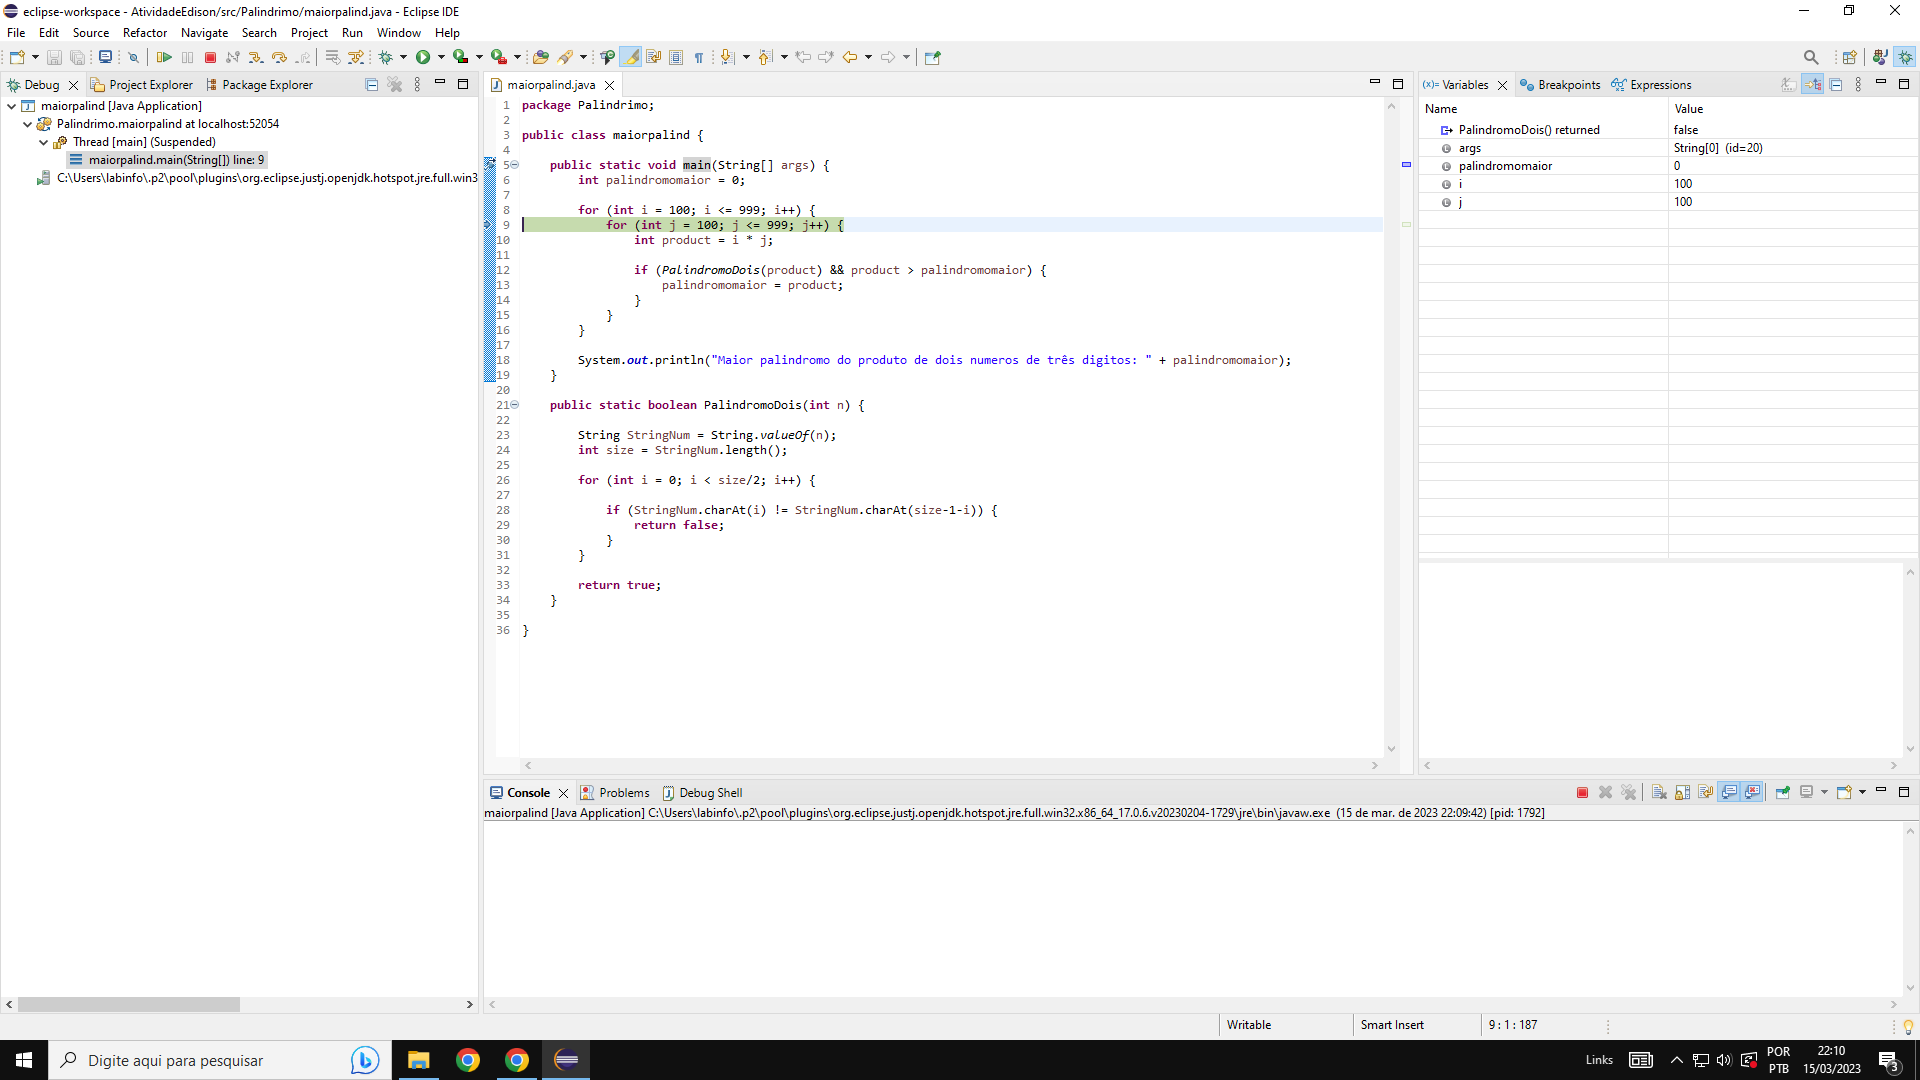 eclipse-workspace - AtividadeEdison/src/Palindrimo/maiorpalind.java - Eclipse IDE
File Edit Source Refactor Navigate Search Project Run Window Help
Debug Project Explorer Package Explorer
maiorpalind [Java Application]
Palindrimo.maiorpalind at localhost:52054
Thread [main] (Suspended)
maiorpalind.main(String[]) line: 9
C:\Users\labinfo\.p2\pool\plugins\org.eclipse.justj.openjdk.hotspot.jre.full.win3
maiorpalind.java
1 package Palindrimo;
2
3 public class maiorpalind {
4
5 public static void main(String[] args) {
6 int palindromomaior = 0;
7
8 for (int i = 100; i <= 999; i++) {
9 for (int j = 100; j <= 999; j++) {
10 int product = i * j;
11
12 if (PalindromoDois(product) && product > palindromomaior) {
13 palindromomaior = product;
14 }
15 }
16 }
17
18 System.out.println("Maior palindromo do produto de dois numeros de três digitos: " + palindromomaior);
19 }
20
21 public static boolean PalindromoDois(int n) {
22
23 String StringNum = String.valueOf(n);
24 int size = StringNum.length();
25
26 for (int i = 0; i < size/2; i++) {
27
28 if (StringNum.charAt(i) != StringNum.charAt(size-1-i)) {
29 return false;
30 }
31 }
32
33 return true;
34 }
35
36 }
(x)= Variables Breakpoints Expressions
Name Value
PalindromoDois() returned false
args String[0] (id=20)
palindromomaior 0
i 100
j 100
Console Problems Debug Shell
maiorpalind [Java Application] C:\Users\labinfo\.p2\pool\plugins\org.eclipse.justj.openjdk.hotspot.jre.full.win32.x86_64_17.0.6.v20230204-1729\jre\bin\javaw.exe (15 de mar. de 2023 22:09:42) [pid: 1792]
Writable Smart Insert 9 : 1 : 187
Digite aqui para pesquisar
Links
POR
PTB
22:10
15/03/2023
3